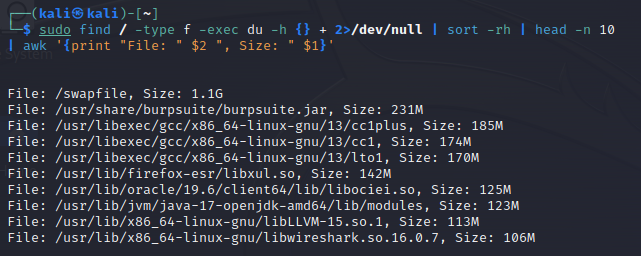 ┌──(kali㉿kali)-[~]
└─$ sudo find / -type f -exec du -h {} + 2>/dev/null | sort -rh | head -n 10
| awk '{print "File: " $2 ", Size: " $1}'
File: /swapfile, Size: 1.1G
File: /usr/share/burpsuite/burpsuite.jar, Size: 231M
File: /usr/libexec/gcc/x86_64-linux-gnu/13/cc1plus, Size: 185M
File: /usr/libexec/gcc/x86_64-linux-gnu/13/cc1, Size: 174M
File: /usr/libexec/gcc/x86_64-linux-gnu/13/lto1, Size: 170M
File: /usr/lib/firefox-esr/libxul.so, Size: 142M
File: /usr/lib/oracle/19.6/client64/lib/libociei.so, Size: 125M
File: /usr/lib/jvm/java-17-openjdk-amd64/lib/modules, Size: 123M
File: /usr/lib/x86_64-linux-gnu/libLLVM-15.so.1, Size: 113M
File: /usr/lib/x86_64-linux-gnu/libwireshark.so.16.0.7, Size: 106M